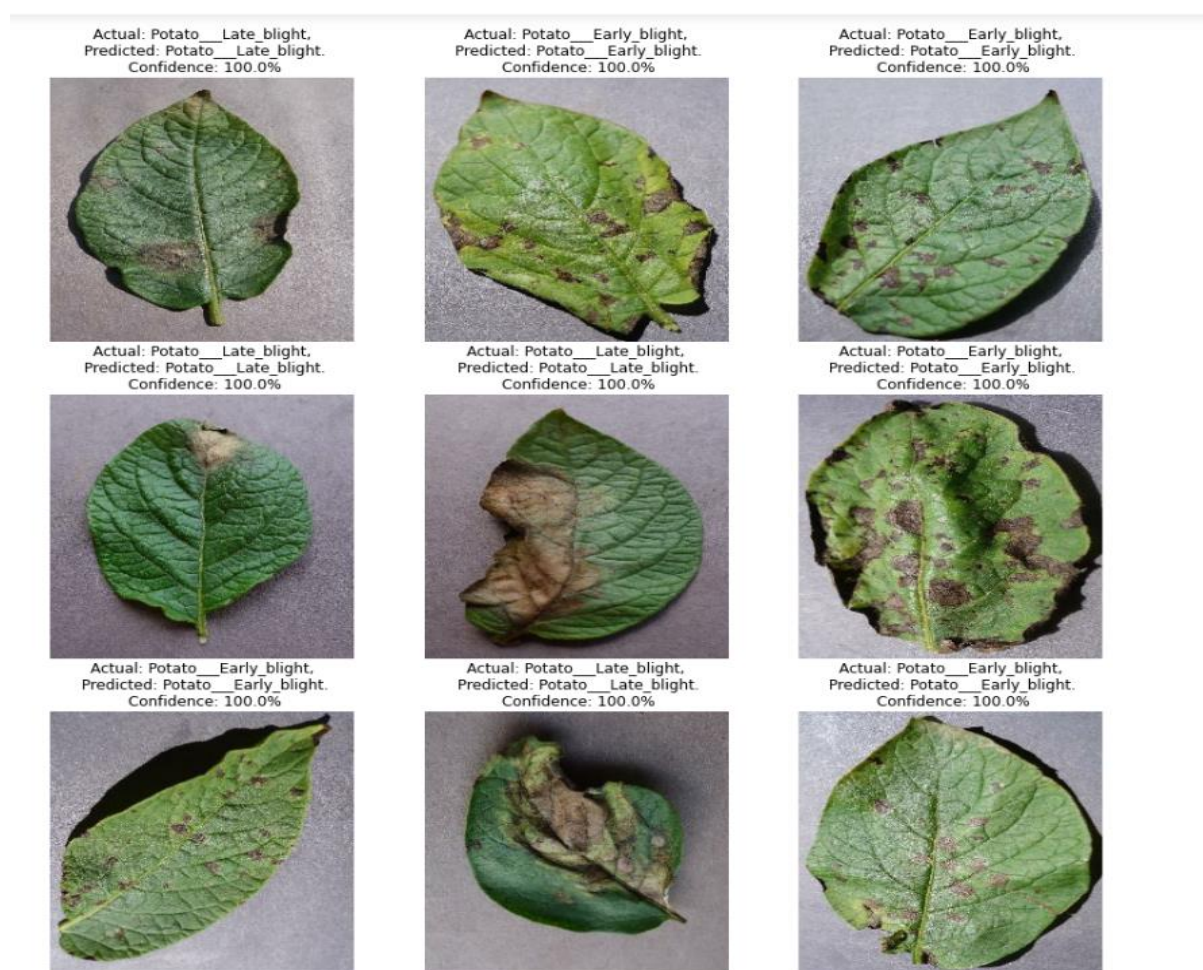 Actual: Potato___Late_blight,
Predicted: Potato___Late_blight.
Confidence: 100.0%
Actual: Potato___Early_blight,
Predicted: Potato___Early_blight.
Confidence: 100.0%
Actual: Potato___Early_blight,
Predicted: Potato___Early_blight.
Confidence: 100.0%
Actual: Potato___Late_blight,
Predicted: Potato___Late_blight.
Confidence: 100.0%
Actual: Potato___Late_blight,
Predicted: Potato___Late_blight.
Confidence: 100.0%
Actual: Potato___Early_blight,
Predicted: Potato___Early_blight.
Confidence: 100.0%
Actual: Potato___Early_blight,
Predicted: Potato___Early_blight.
Confidence: 100.0%
Actual: Potato___Late_blight,
Predicted: Potato___Late_blight.
Confidence: 100.0%
Actual: Potato___Early_blight,
Predicted: Potato___Early_blight.
Confidence: 100.0%